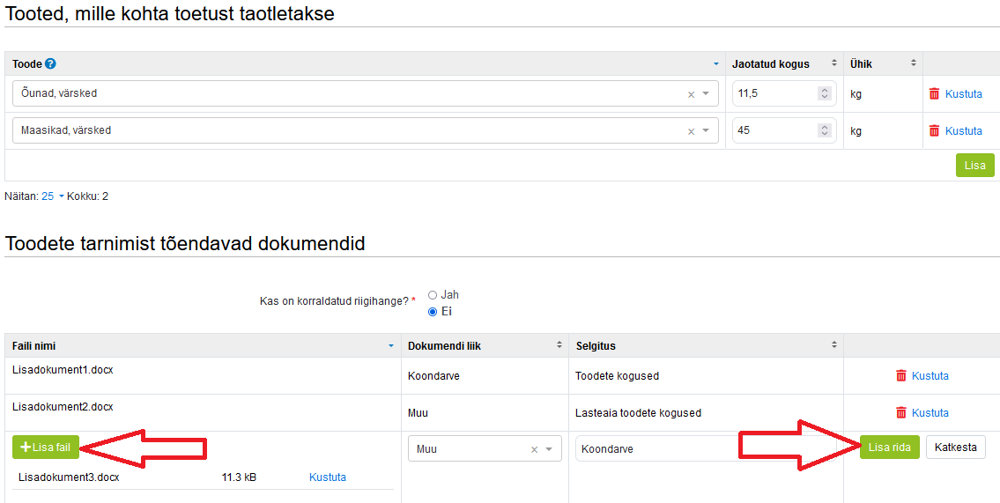 Tooted, mille kohta toetust taotletakse
Toode ? Jaotatud kogus Ühik
Õunad, värsked × 11,5 kg Kustuta
Maasikad, värsked × 45 kg Kustuta
Lisa
Näitan: 25 Kokku: 2
Toodete tarnimist tõendavad dokumendid
Kas on korraldatud riigihange? * Jah
Ei
Faili nimi Dokumendi liik Selgitus
Lisadokument1.docx Koondarve Toodete kogused Kustuta
Lisadokument2.docx Muu Lasteaia toodete kogused Kustuta
+ Lisa fail Muu × Koondarve Lisa rida Katkesta
Lisadokument3.docx 11.3 kB Kustuta